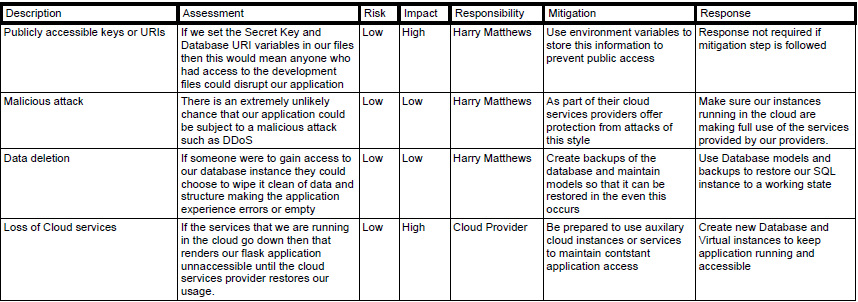 Description Assessment Risk Impact Responsibility Mitigation Response
Publicly accessible keys or URIs If we set the Secret Key and Low High Harry Matthews Use environment variables to Response not required if
Database URI variables in our files store this information to mitigation step is followed
then this would mean anyone who prevent public access
had access to the development
files could disrupt our application
Malicious attack There is an extremely unlikely Low Low Harry Matthews As part of their cloud Make sure our instances
chance that our application could services providers offer running in the cloud are
be subject to a malicious attack protection from attacks of making full use of the services
such as DDoS this style provided by our providers.
Data deletion If someone were to gain access to Low Low Harry Matthews Create backups of the Use Database models and
our database instance they could database and maintain backups to restore our SQL
choose to wipe it clean of data and models so that it can be instance to a working state
structure making the application restored in the even this
experience errors or empty occurs
Loss of Cloud services If the services that we are running Low High Cloud Provider Be prepared to use auxilary Create new Database and
in the cloud go down then that cloud instances or services Virtual instances to keep
renders our flask application to maintain contstant application running and
unnaccessible until the cloud application access accessible
services provider restores our
usage.